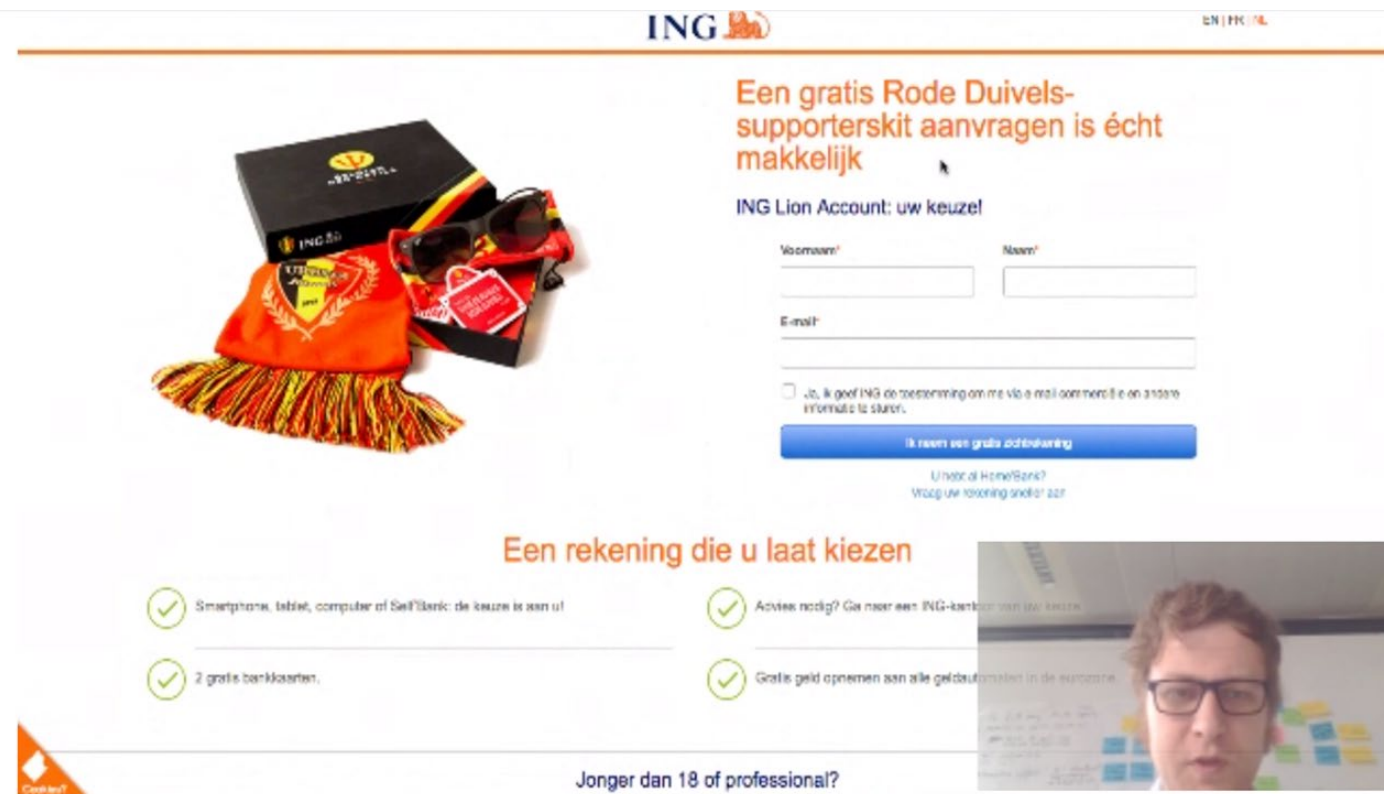 ING
EN | FR | NL
Een gratis Rode Duivels-
supporterskit aanvragen is écht
makkelijk
ING Lion Account: uw keuze!
ING
Voornaam*
Naam*
E-mail*
Ja, ik geef ING de toestemming om me via e-mail commerciële en andere
informatie te sturen.
Ik neem een gratis zichtrekening
U hebt al Home'Bank?
Vraag uw rekening sneller aan
Een rekening die u laat kiezen
Smartphone, tablet, computer of Self'Bank: de keuze is aan u!
Advies nodig? Ga naar een ING-kantoor van uw keuze.
2 gratis bankkaarten.
Gratis geld opnemen aan alle geldautomaten in de eurozone.
Cookies?
Jonger dan 18 of professional?